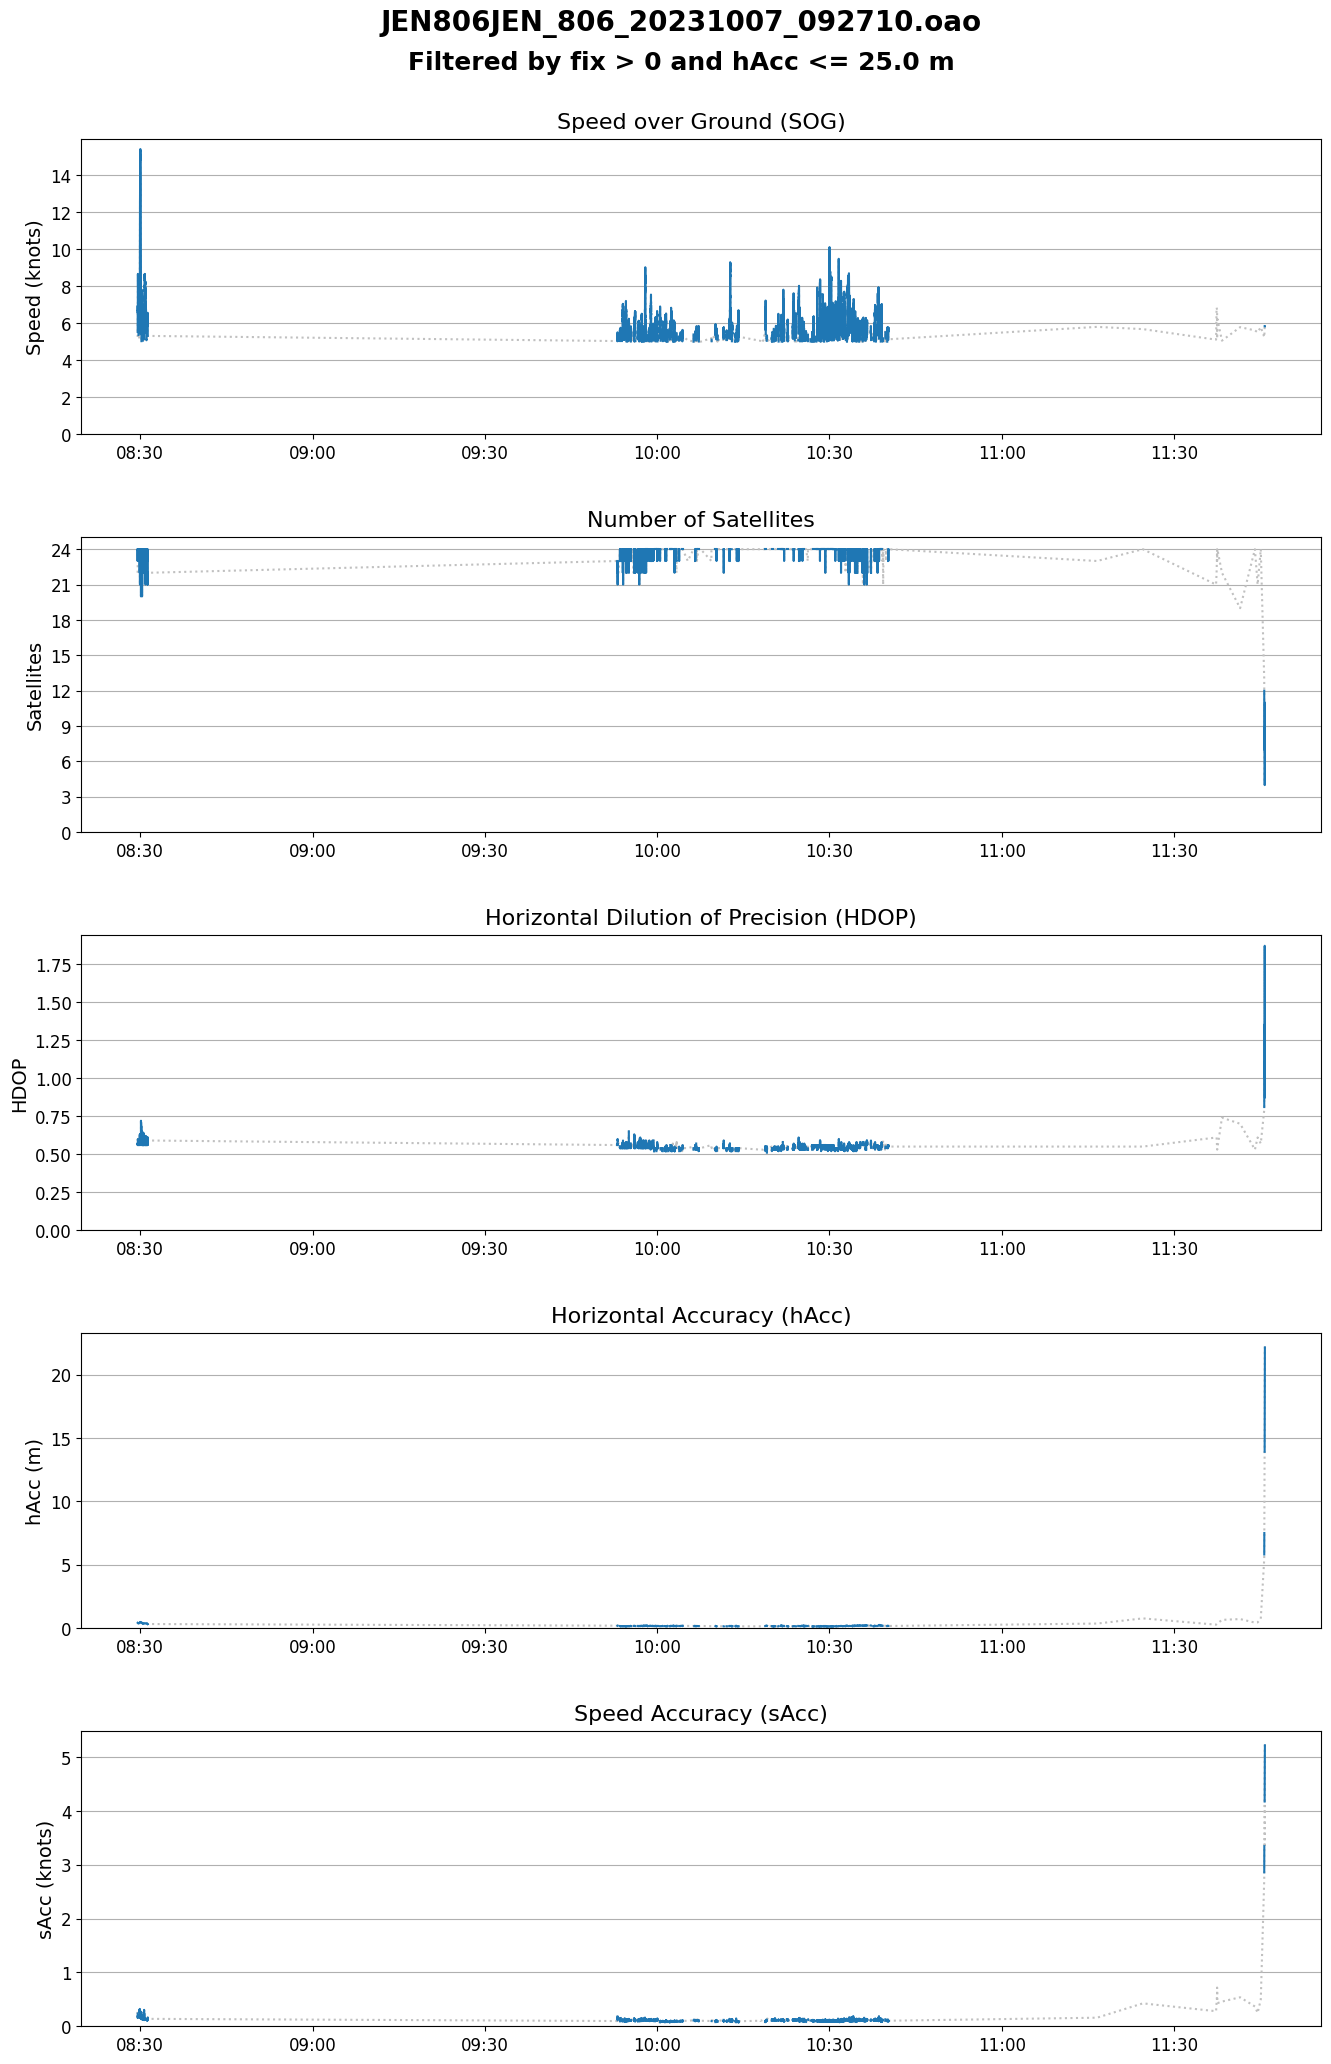 JEN806JEN_806_20231007_092710.oao
Filtered by fix > 0 and hAcc <= 25.0 m
Speed over Ground (SOG)
Speed (knots)
14
12
10
8
6
4
2
0
08:30 09:00 09:30 10:00 10:30 11:00 11:30
Number of Satellites
Satellites
24
21
18
15
12
9
6
3
0
08:30 09:00 09:30 10:00 10:30 11:00 11:30
Horizontal Dilution of Precision (HDOP)
HDOP
1.75
1.50
1.25
1.00
0.75
0.50
0.25
0.00
08:30 09:00 09:30 10:00 10:30 11:00 11:30
Horizontal Accuracy (hAcc)
hAcc (m)
20
15
10
5
0
08:30 09:00 09:30 10:00 10:30 11:00 11:30
Speed Accuracy (sAcc)
sAcc (knots)
5
4
3
2
1
0
08:30 09:00 09:30 10:00 10:30 11:00 11:30